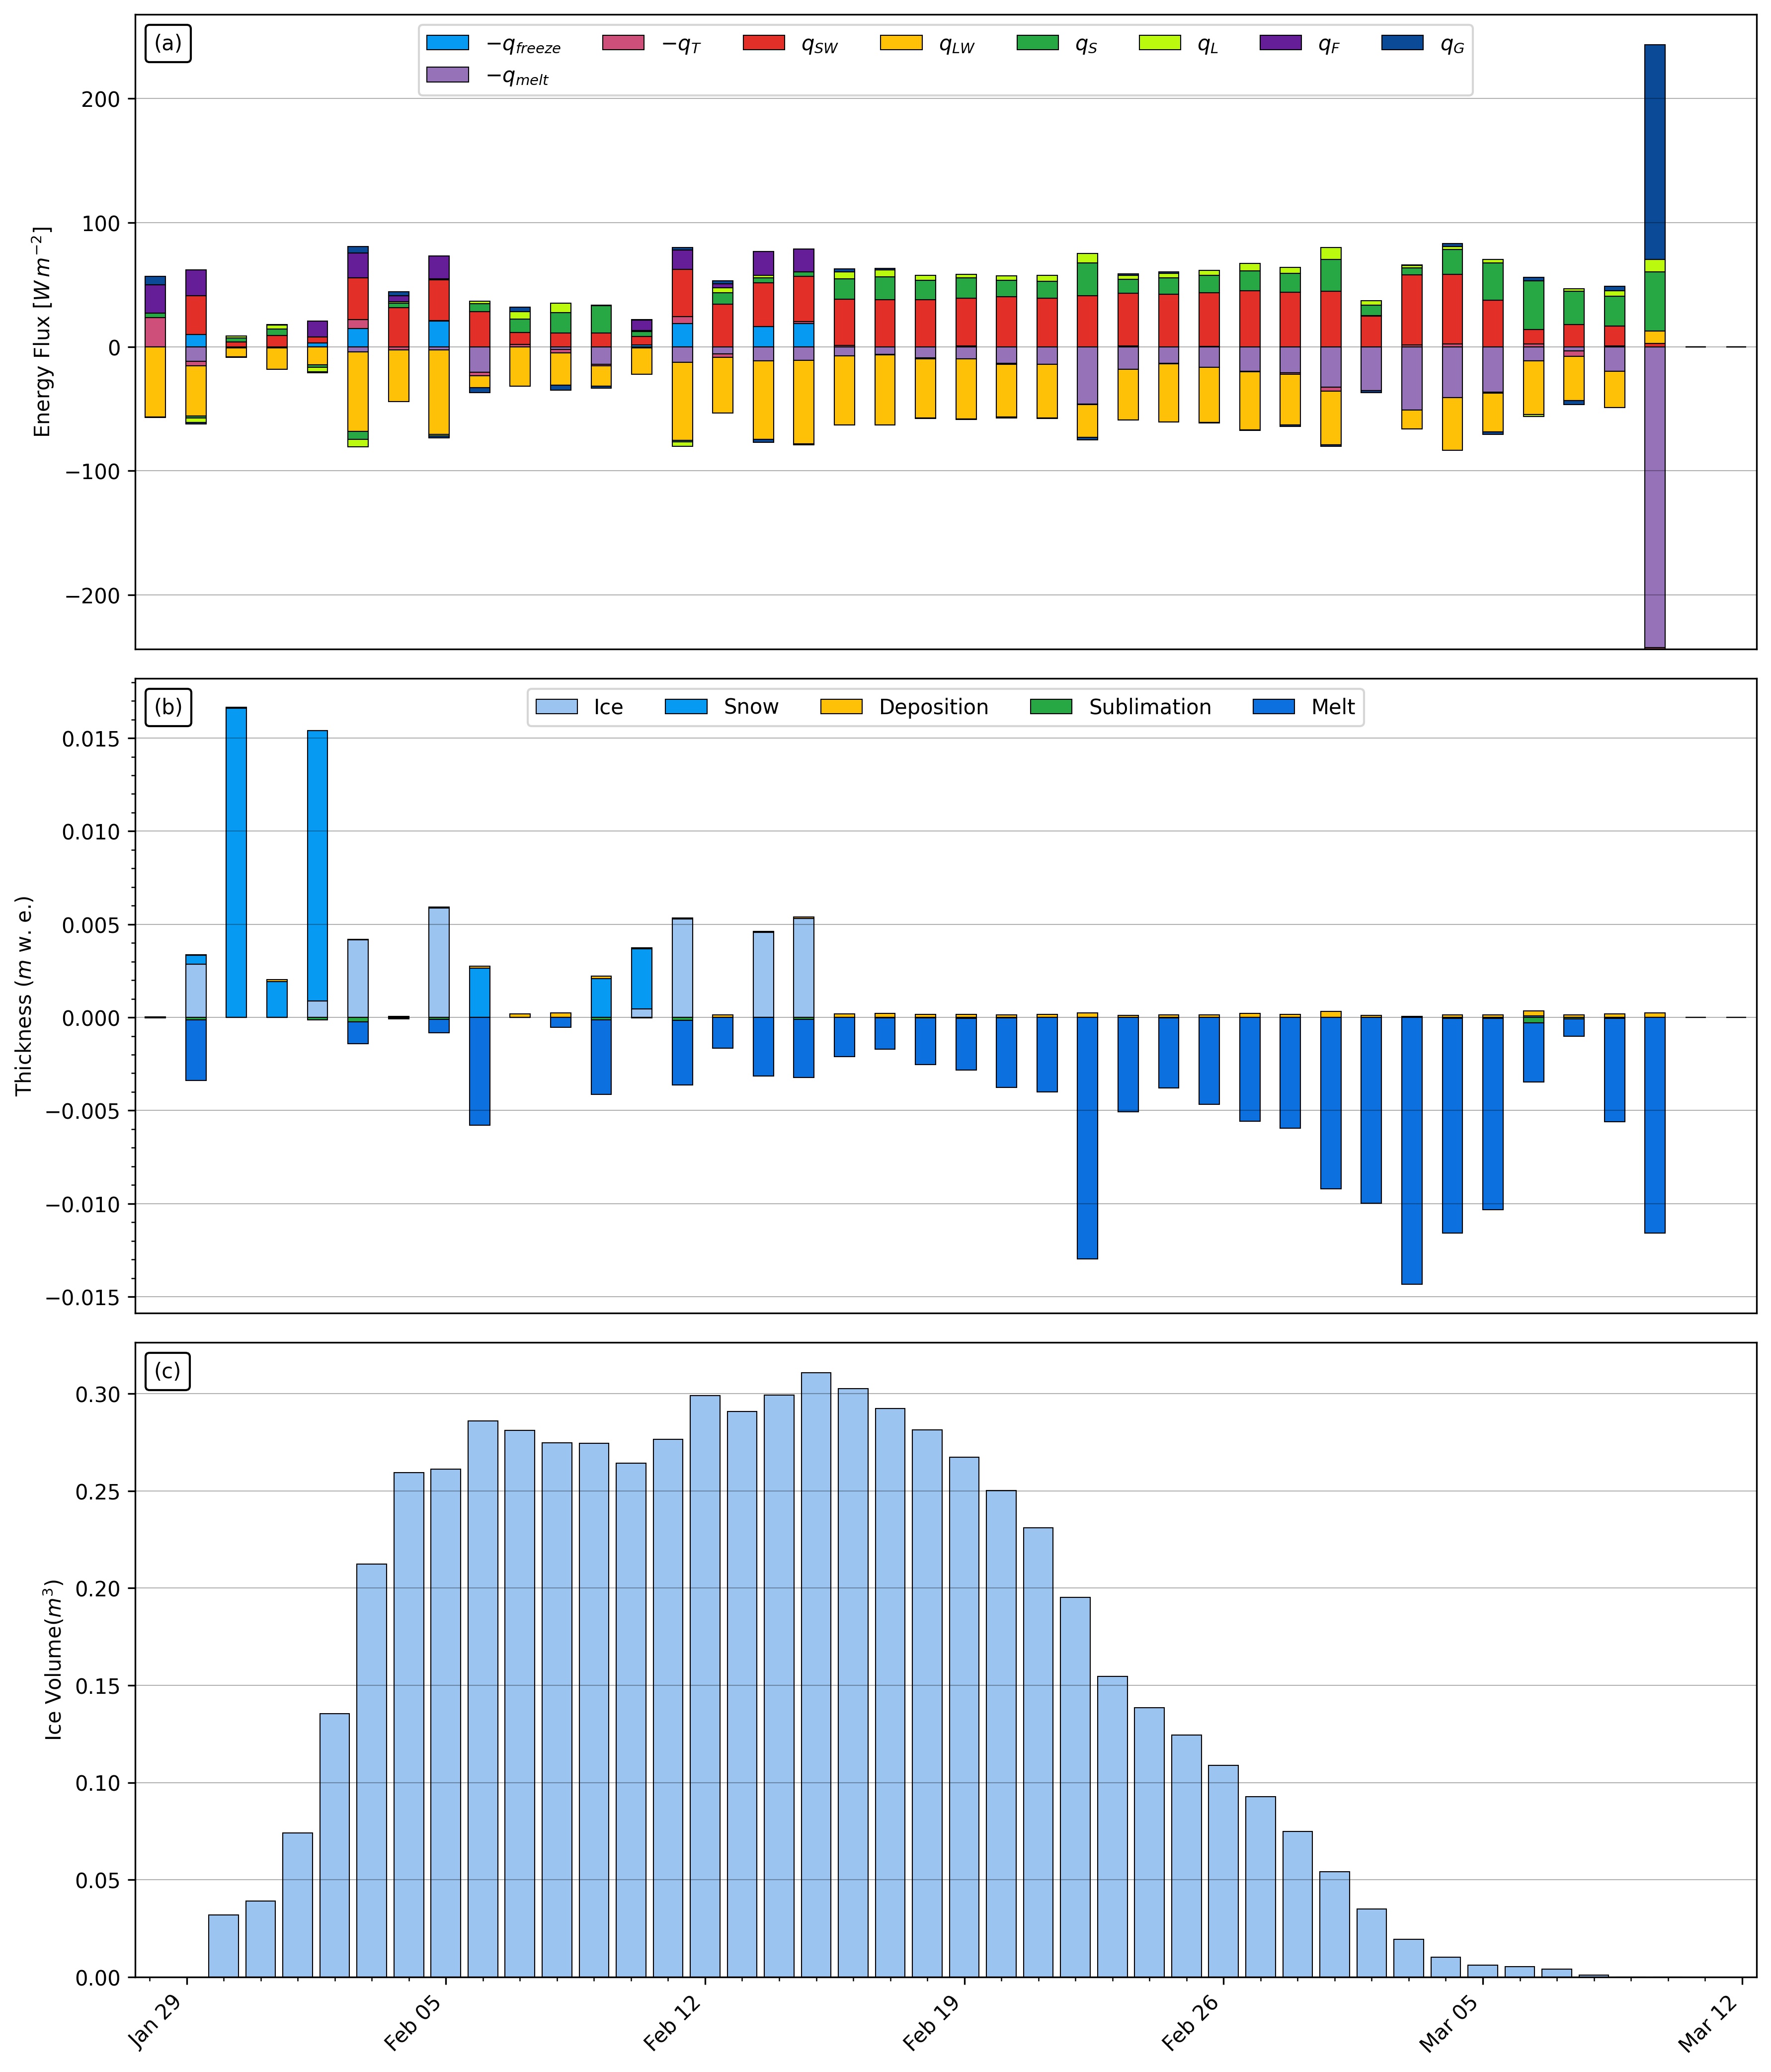 (a)
−q_freeze −q_T q_SW q_LW q_S q_L q_F q_G
−q_melt
200
100
0
−100
−200
Energy Flux [W m⁻²]
(b)
Ice Snow Deposition Sublimation Melt
0.015
0.010
0.005
0.000
−0.005
−0.010
−0.015
Thickness (m w. e.)
(c)
0.30
0.25
0.20
0.15
0.10
0.05
0.00
Ice Volume(m³)
Jan 29 Feb 05 Feb 12 Feb 19 Feb 26 Mar 05 Mar 12